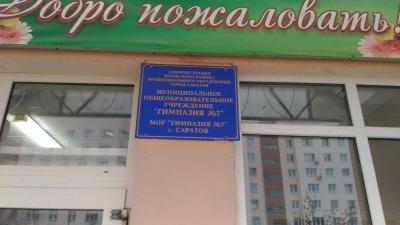 Добро пожаловать!
АДМИНИСТРАЦИЯ
ВОЛЖСКОГО РАЙОНА
МУНИЦИПАЛЬНОГО ОБРАЗОВАНИЯ
ГОРОД САРАТОВ
МУНИЦИПАЛЬНОЕ
ОБЩЕОБРАЗОВАТЕЛЬНОЕ
УЧРЕЖДЕНИЕ
"ГИМНАЗИЯ №7"
МОУ "ГИМНАЗИЯ №7"
г. САРАТОВ